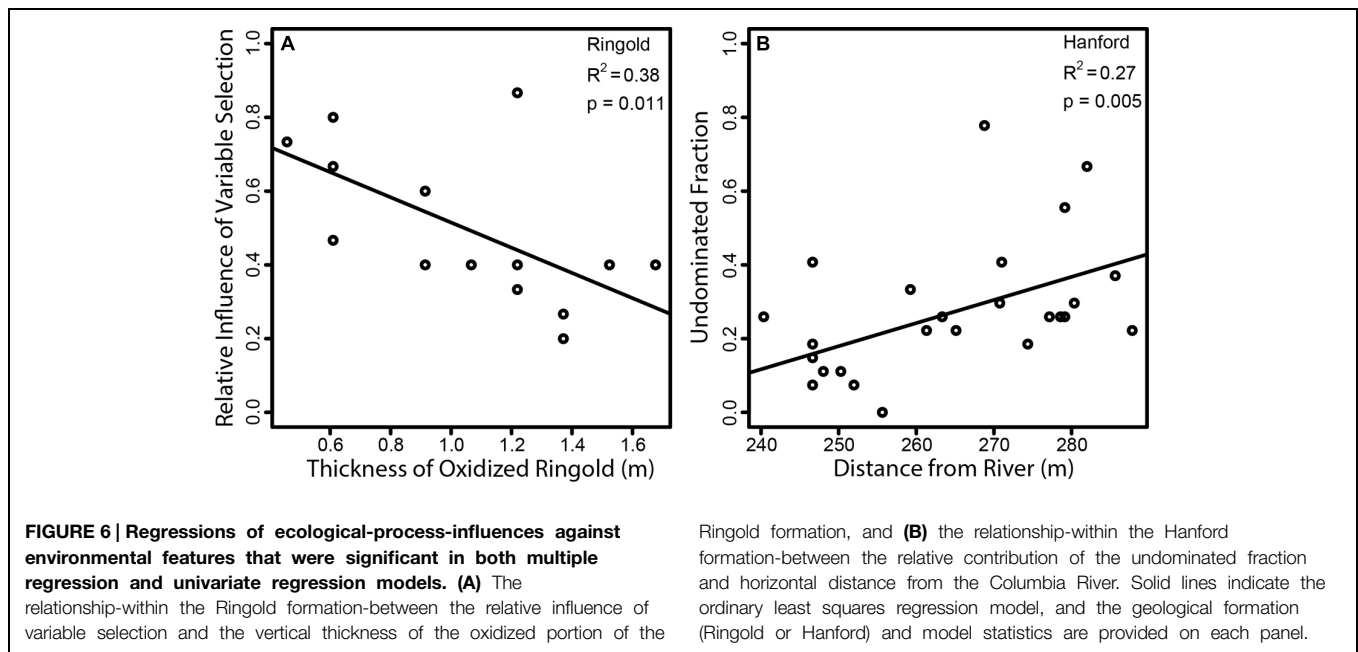 A
Ringold
R²=0.38
p = 0.011
Relative Influence of Variable Selection
1.0
0.8
0.6
0.4
0.2
0.0
0.6 0.8 1.0 1.2 1.4 1.6
Thickness of Oxidized Ringold (m)
B
Hanford
R²=0.27
p = 0.005
Undominated Fraction
1.0
0.8
0.6
0.4
0.2
0.0
240 250 260 270 280
Distance from River (m)
FIGURE 6 | Regressions of ecological-process-influences against
environmental features that were significant in both multiple
regression and univariate regression models. (A) The
relationship-within the Ringold formation-between the relative influence of
variable selection and the vertical thickness of the oxidized portion of the
Ringold formation, and (B) the relationship-within the Hanford
formation-between the relative contribution of the undominated fraction
and horizontal distance from the Columbia River. Solid lines indicate the
ordinary least squares regression model, and the geological formation
(Ringold or Hanford) and model statistics are provided on each panel.